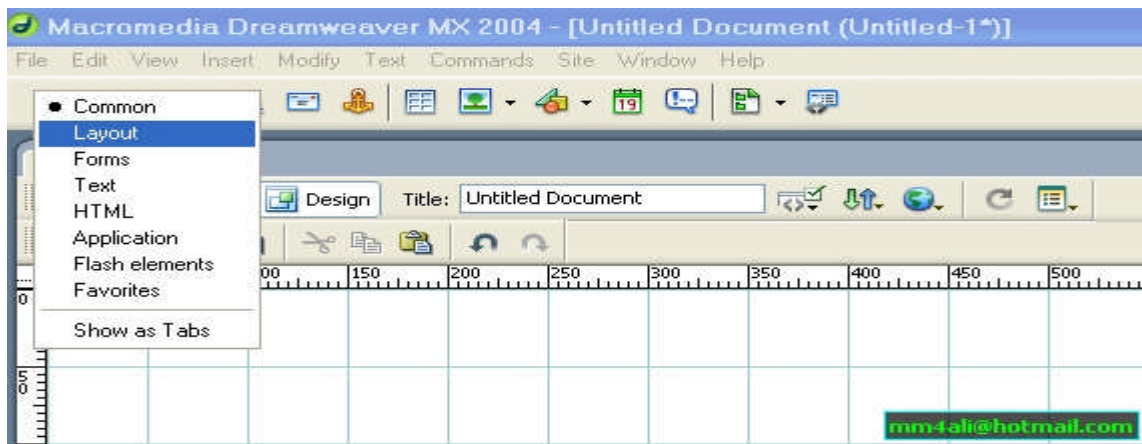 Macromedia Dreamweaver MX 2004 - [Untitled Document (Untitled-1*)]
File Edit View Insert Modify Text Commands Site Window Help
Common
19
Layout
Forms
Text
Design Title: Untitled Document
HTML
Application
Flash elements
00 150 200 250 300 350 400 450 500
Favorites
0
Show as Tabs
50
mm4ali@hotmail.com